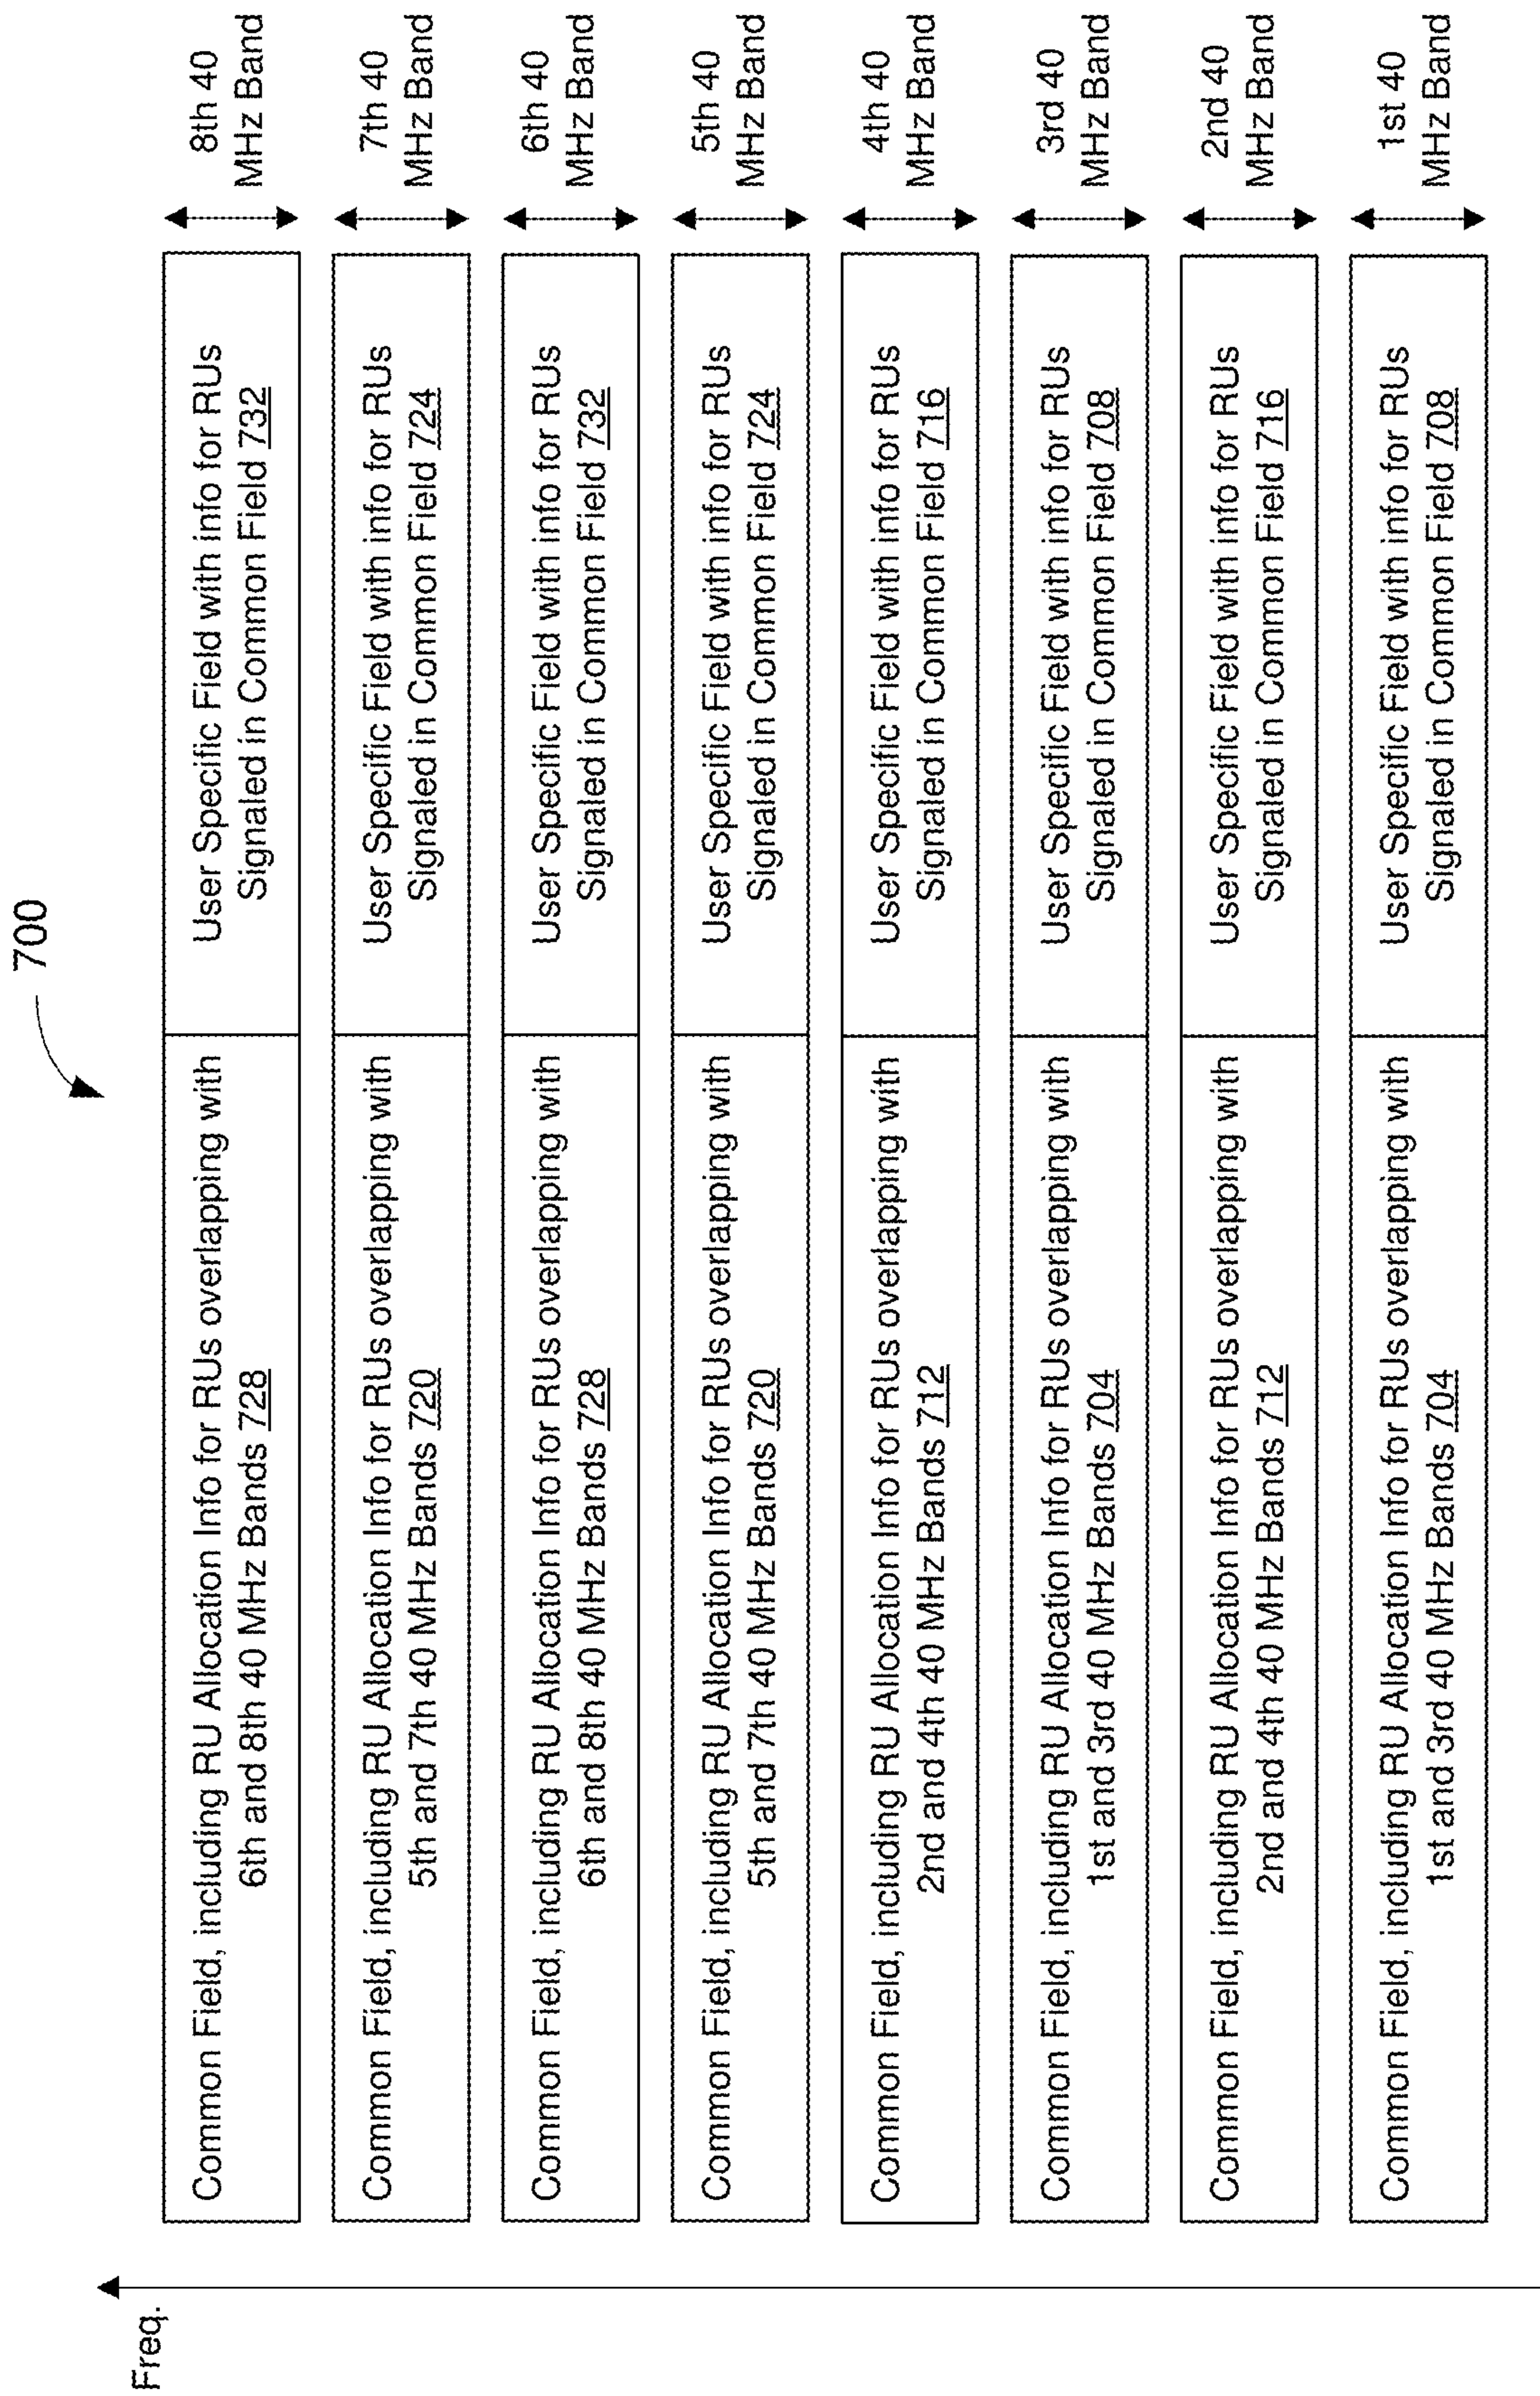 700
Freq.
Common Field, including RU Allocation Info for RUs overlapping with
6th and 8th 40 MHz Bands 728
User Specific Field with info for RUs
Signaled in Common Field 732
8th 40
MHz Band
Common Field, including RU Allocation Info for RUs overlapping with
5th and 7th 40 MHz Bands 720
User Specific Field with info for RUs
Signaled in Common Field 724
7th 40
MHz Band
Common Field, including RU Allocation Info for RUs overlapping with
6th and 8th 40 MHz Bands 728
User Specific Field with info for RUs
Signaled in Common Field 732
6th 40
MHz Band
Common Field, including RU Allocation Info for RUs overlapping with
5th and 7th 40 MHz Bands 720
User Specific Field with info for RUs
Signaled in Common Field 724
5th 40
MHz Band
Common Field, including RU Allocation Info for RUs overlapping with
2nd and 4th 40 MHz Bands 712
User Specific Field with info for RUs
Signaled in Common Field 716
4th 40
MHz Band
Common Field, including RU Allocation Info for RUs overlapping with
1st and 3rd 40 MHz Bands 704
User Specific Field with info for RUs
Signaled in Common Field 708
3rd 40
MHz Band
Common Field, including RU Allocation Info for RUs overlapping with
2nd and 4th 40 MHz Bands 712
User Specific Field with info for RUs
Signaled in Common Field 716
2nd 40
MHz Band
Common Field, including RU Allocation Info for RUs overlapping with
1st and 3rd 40 MHz Bands 704
User Specific Field with info for RUs
Signaled in Common Field 708
1st 40
MHz Band